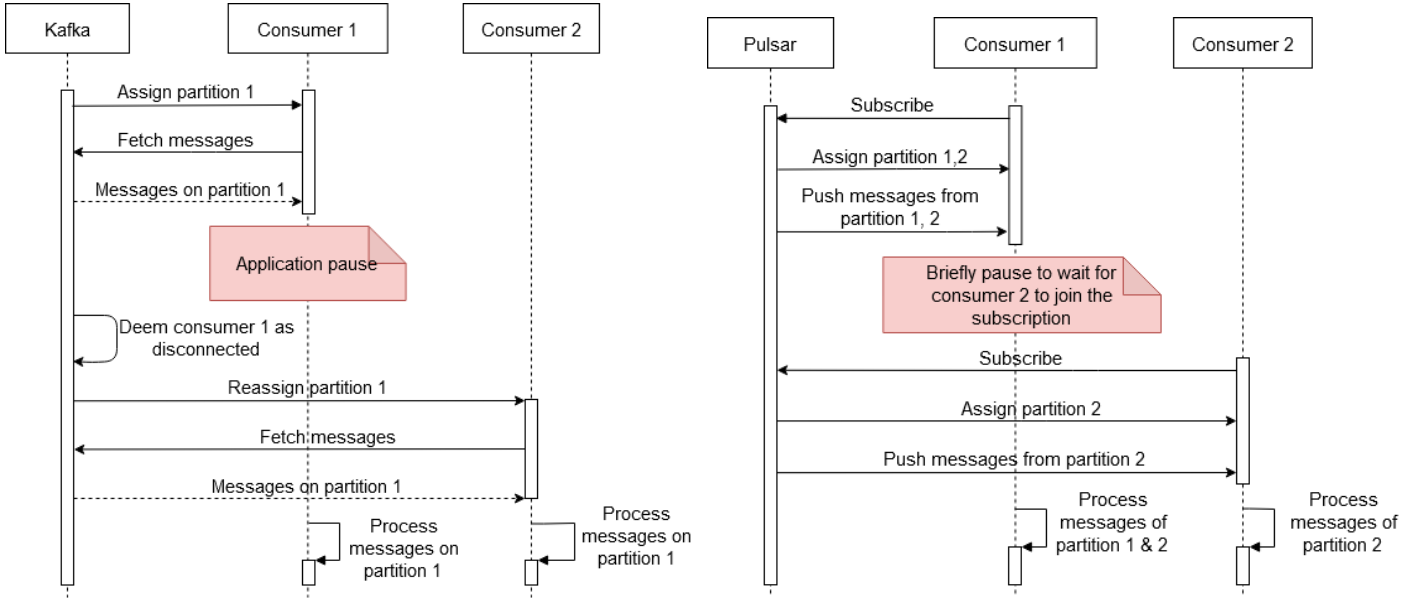 Kafka
Consumer 1
Consumer 2
Assign partition 1
Fetch messages
Messages on partition 1
Application pause
Deem consumer 1 as
disconnected
Reassign partition 1
Fetch messages
Messages on partition 1
Process
messages on
partition 1
Process
messages on
partition 1
Pulsar
Consumer 1
Consumer 2
Subscribe
Assign partition 1,2
Push messages from
partition 1, 2
Briefly pause to wait for
consumer 2 to join the
subscription
Subscribe
Assign partition 2
Push messages from partition 2
Process
messages of
partition 1 & 2
Process
messages of
partition 2